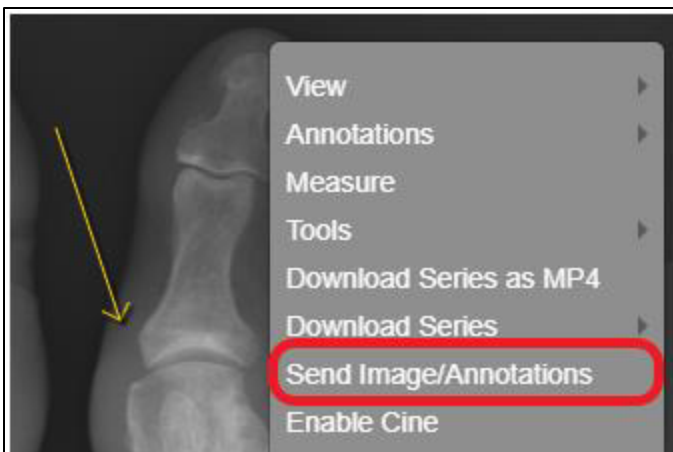 View
Annotations
Measure
Tools
Download Series as MP4
Download Series
Send Image/Annotations
Enable Cine